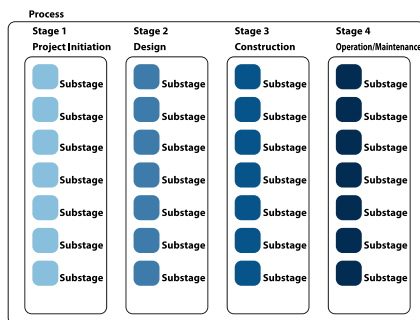 Process
Stage 1
Project Initiation
Substage
Substage
Substage
Substage
Substage
Substage
Substage
Stage 2
Design
Substage
Substage
Substage
Substage
Substage
Substage
Substage
Stage 3
Construction
Substage
Substage
Substage
Substage
Substage
Substage
Substage
Stage 4
Operation/Maintenance
Substage
Substage
Substage
Substage
Substage
Substage
Substage